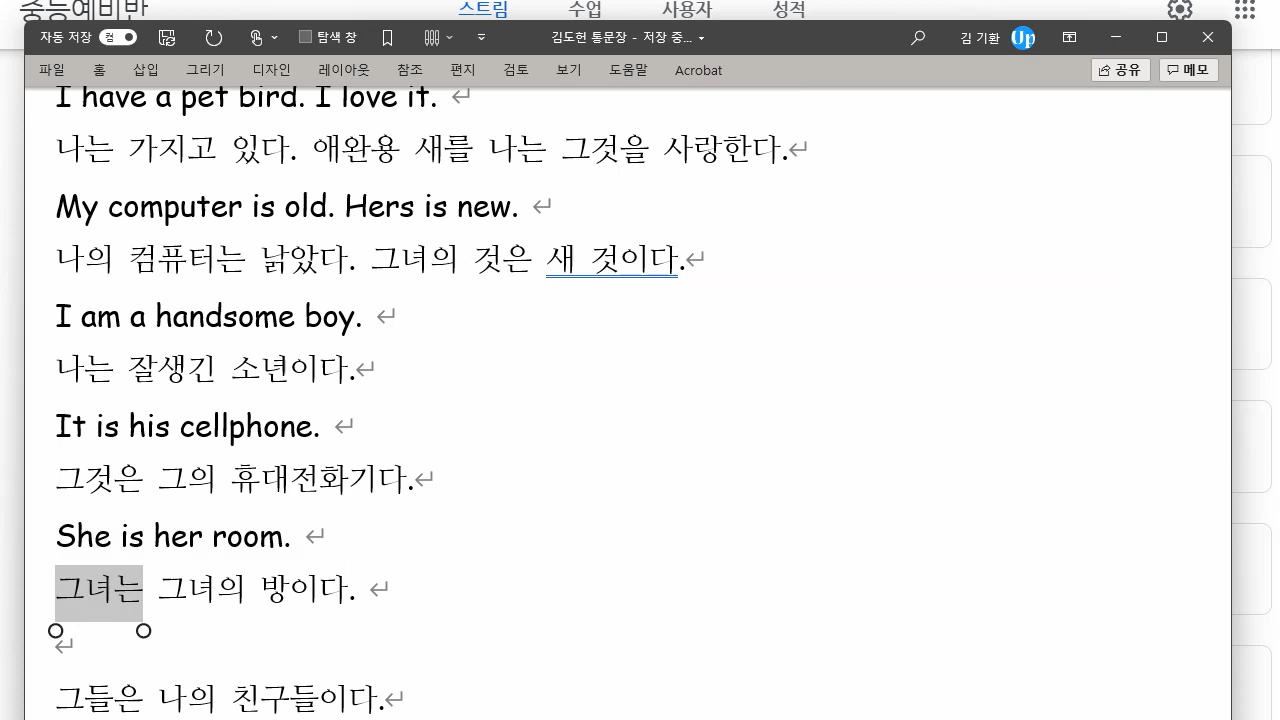 중등예비반
스트림 수업 사용자 성적
자동 저장 컴 탐색 창 김도헌 통문장 - 저장 중... 김 기환 Up
파일 홈 삽입 그리기 디자인 레이아웃 참조 편지 검토 보기 도움말 Acrobat 공유 메모
I have a pet bird. I love it.
나는 가지고 있다. 애완용 새를 나는 그것을 사랑한다.
My computer is old. Hers is new.
나의 컴퓨터는 낡았다. 그녀의 것은 새 것이다.
I am a handsome boy.
나는 잘생긴 소년이다.
It is his cellphone.
그것은 그의 휴대전화기다.
She is her room.
그녀는 그녀의 방이다.
그들은 나의 친구들이다.